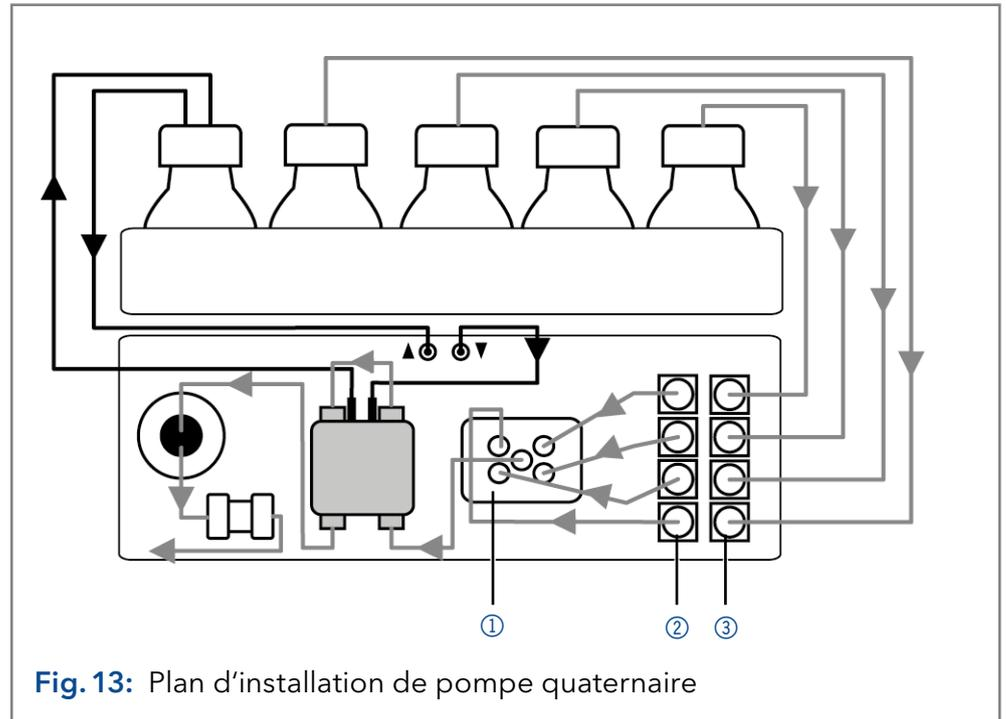 ① ② ③
Fig. 13: Plan d‘installation de pompe quaternaire